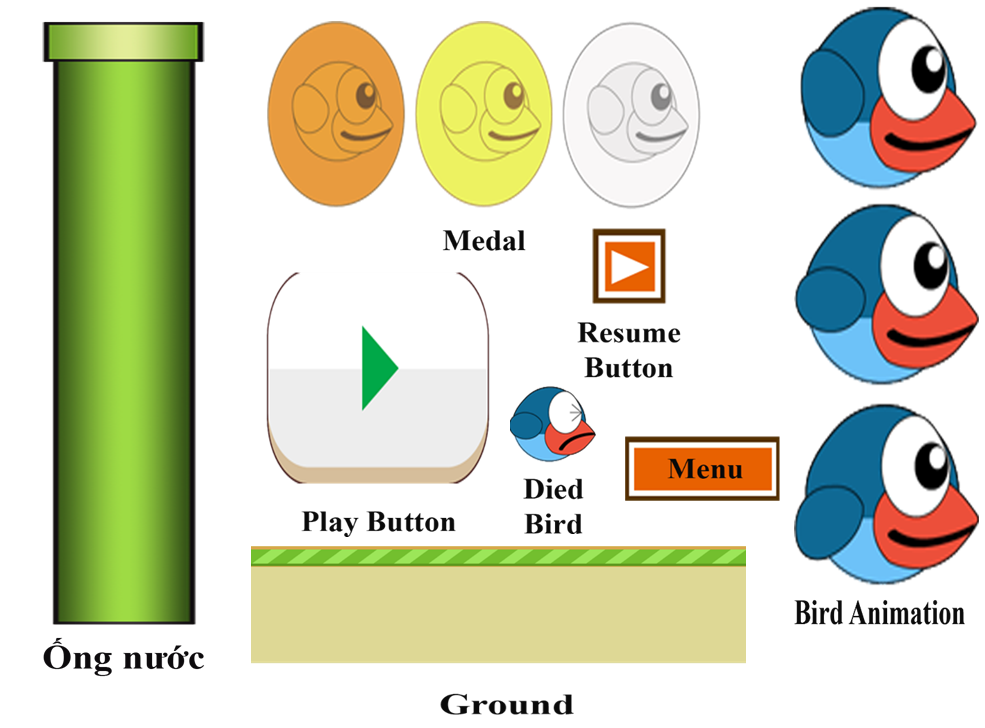 Medal
Resume
Button
Menu
Died
Bird
Play Button
Bird Animation
Ống nước
Ground